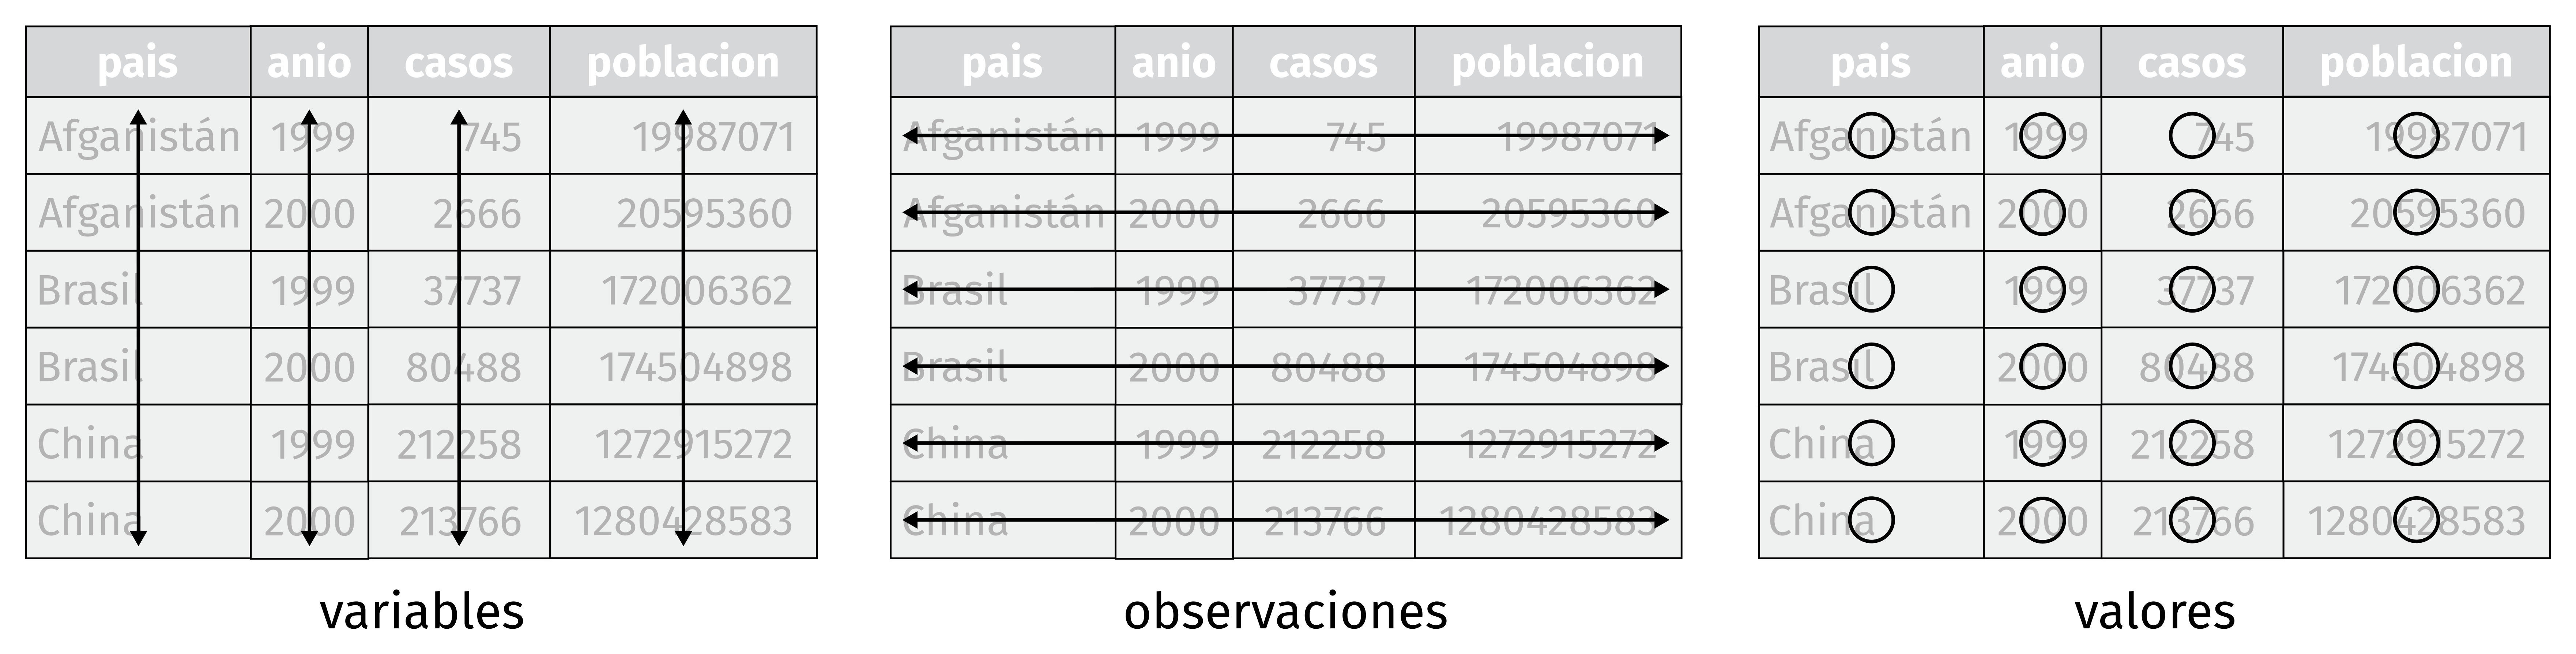 pais anio casos poblacion
Afganistán 1999 745 19987071
Afganistán 2000 2666 20595360
Brasil 1999 37737 172006362
Brasil 2000 80488 174504898
China 1999 212258 1272915272
China 2000 213766 1280428583
variables
pais anio casos poblacion
Afganistán 1999 745 19987071
Afganistán 2000 2666 20595360
Brasil 1999 37737 172006362
Brasil 2000 80488 174504898
China 1999 212258 1272915272
China 2000 213766 1280428583
observaciones
pais anio casos poblacion
Afganistán 1999 745 19987071
Afganistán 2000 2666 20595360
Brasil 1999 37737 172006362
Brasil 2000 80488 174504898
China 1999 212258 1272915272
China 2000 213766 1280428583
valores